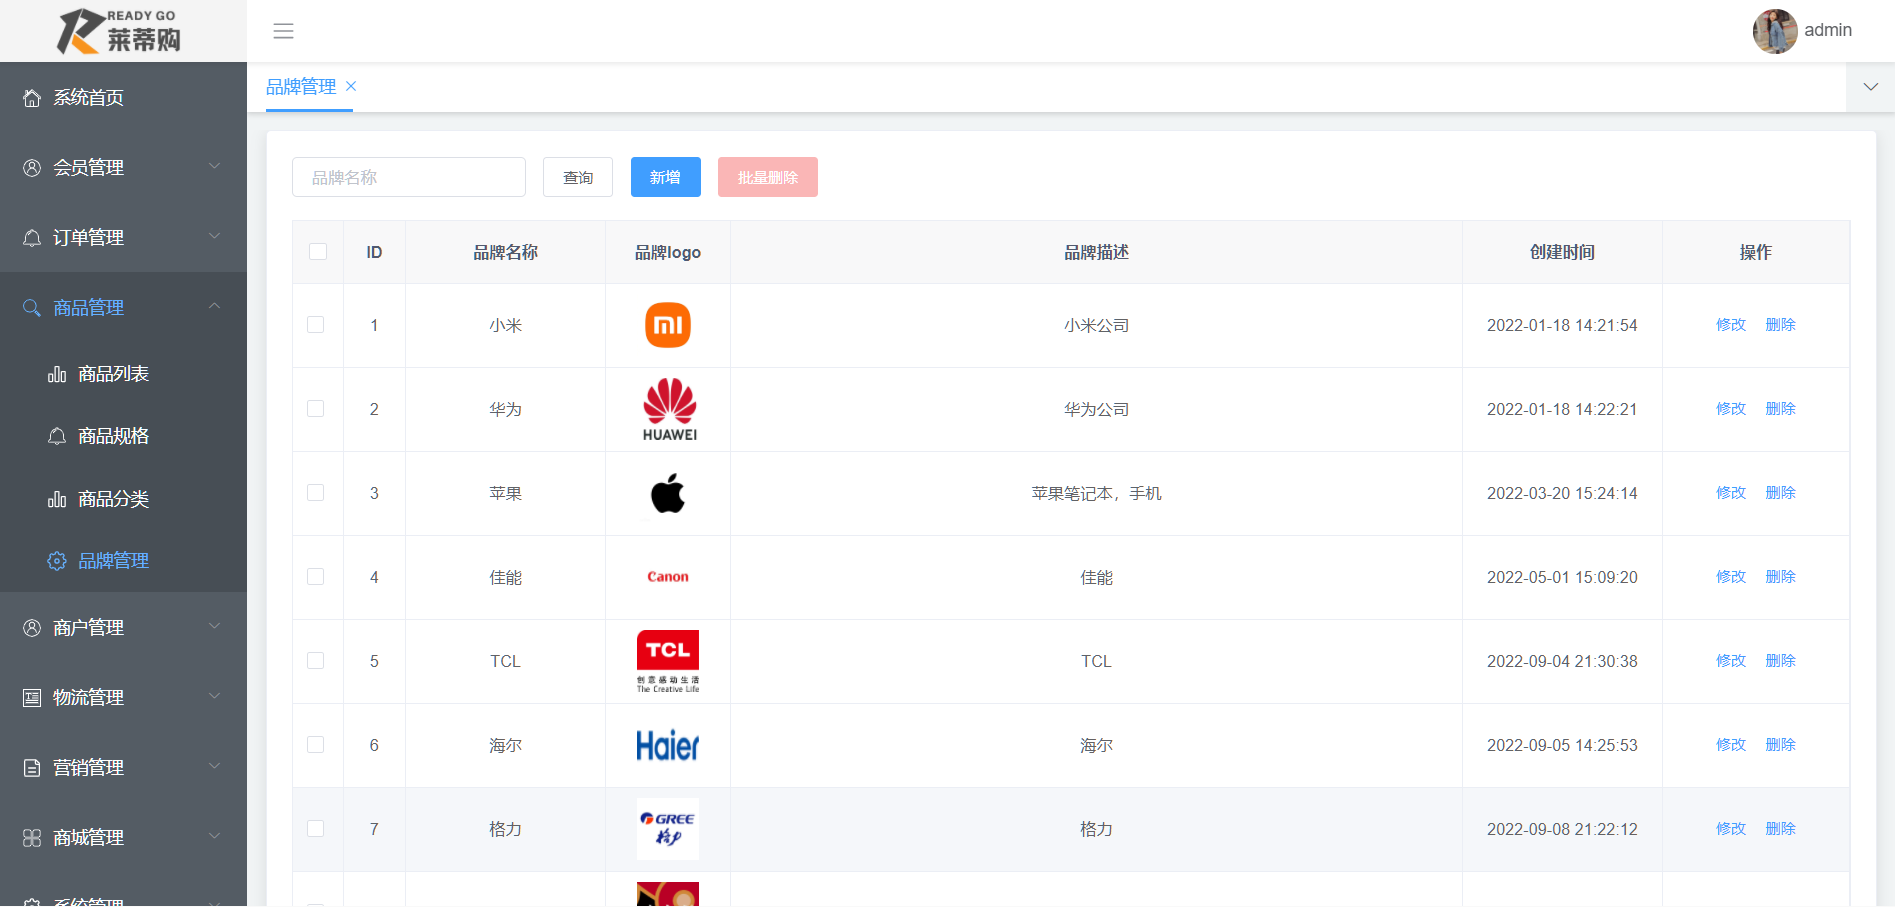 READY GO
莱蒂购
admin
系统首页
会员管理
订单管理
商品管理
商品列表
商品规格
商品分类
品牌管理
商户管理
物流管理
营销管理
商城管理
系统管理
品牌管理
品牌名称 查询 新增 批量删除
ID 品牌名称 品牌logo 品牌描述 创建时间 操作
1 小米 mi 小米公司 2022-01-18 14:21:54 修改 删除
2 华为 HUAWEI 华为公司 2022-01-18 14:22:21 修改 删除
3 苹果 苹果笔记本，手机 2022-03-20 15:24:14 修改 删除
4 佳能 Canon 佳能 2022-05-01 15:09:20 修改 删除
5 TCL TCL 创意感动生活 The Creative Life TCL 2022-09-04 21:30:38 修改 删除
6 海尔 Haier 海尔 2022-09-05 14:25:53 修改 删除
7 格力 GREE 格力 格力 2022-09-08 21:22:12 修改 删除